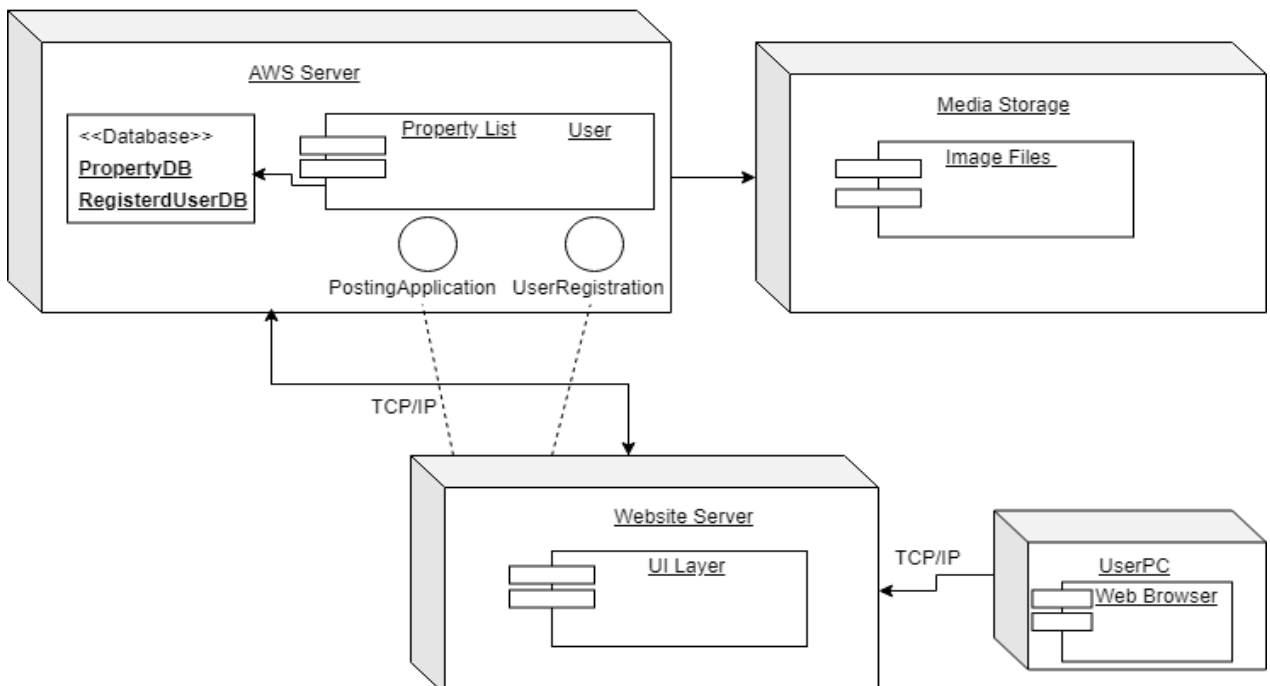 AWS Server
<<Database>>
PropertyDB
RegisterdUserDB
Property List
User
PostingApplication
UserRegistration
Media Storage
Image Files
TCP/IP
Website Server
UI Layer
TCP/IP
UserPC
Web Browser